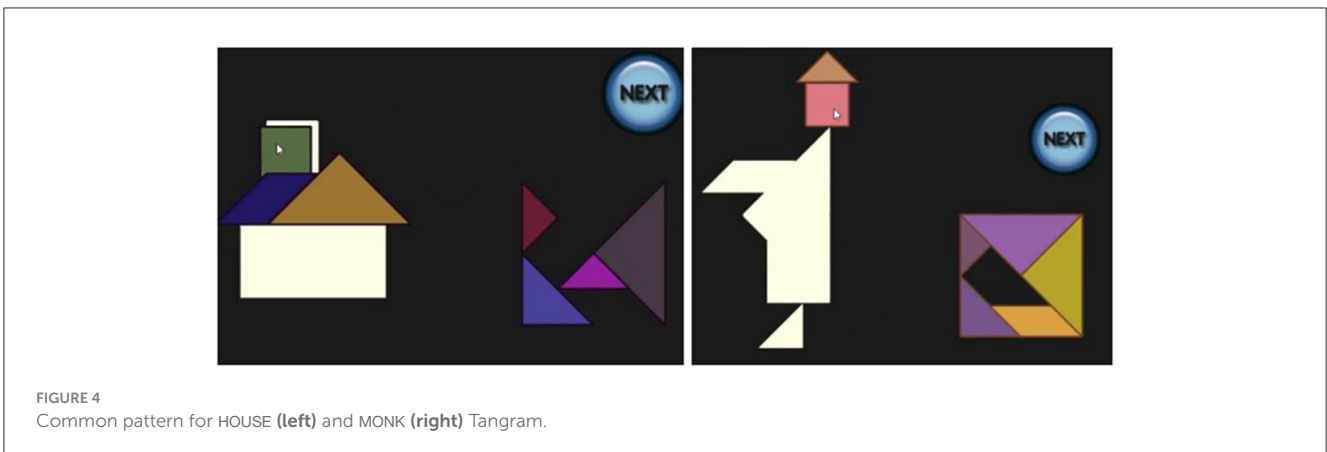 NEXT
NEXT
FIGURE 4
Common pattern for HOUSE (left) and MONK (right) Tangram.